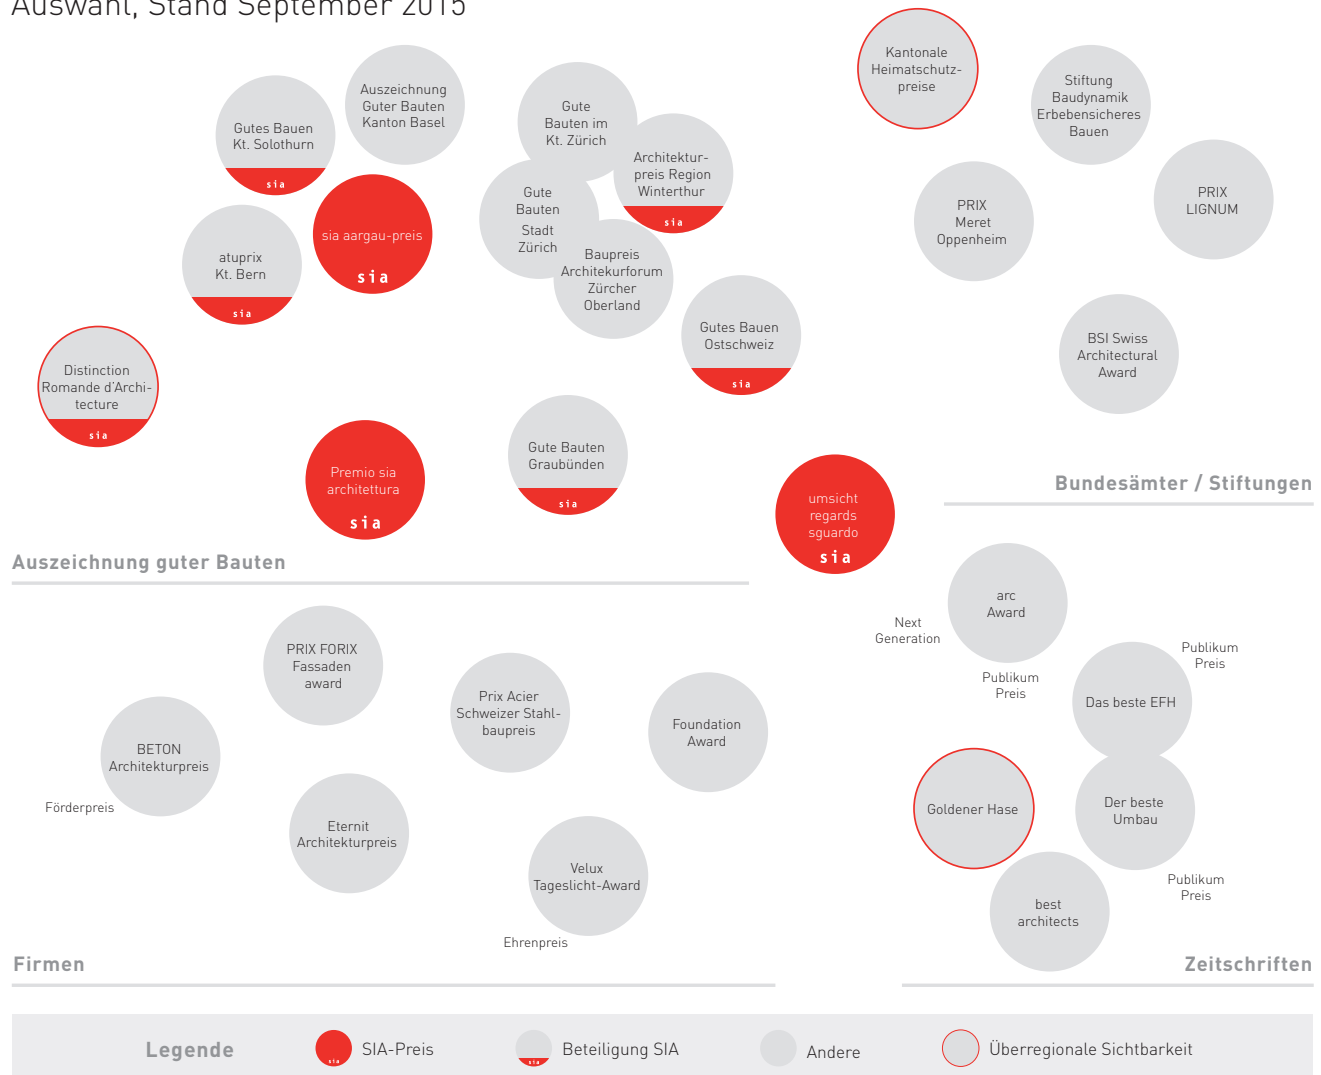 Auswahl, Stand September 2015
Gutes Bauen
Kt. Solothurn
sia
Auszeichnung
Guter Bauten
Kanton Basel
Gute
Bauten im
Kt. Zürich
Architektur-
preis Region
Winterthur
sia
sia aargau-preis
sia
Gute
Bauten
Stadt
Zürich
atuprix
Kt. Bern
sia
Baupreis
Architekurforum
Zürcher
Oberland
Gutes Bauen
Ostschweiz
sia
Distinction
Romande d'Archi-
tecture
sia
Premio sia
architettura
sia
Gute Bauten
Graubünden
sia
Auszeichnung guter Bauten
umsicht
regards
sguardo
sia
Kantonale
Heimatschutz-
preise
Stiftung
Baudynamik
Erbebensicheres
Bauen
PRIX
Meret
Oppenheim
PRIX
LIGNUM
BSI Swiss
Architectural
Award
Bundesämter / Stiftungen
PRIX FORIX
Fassaden
award
Prix Acier
Schweizer Stahl-
baupreis
Foundation
Award
BETON
Architekturpreis
Förderpreis
Eternit
Architekturpreis
Velux
Tageslicht-Award
Ehrenpreis
Firmen
arc
Award
Next
Generation
Publikum
Preis
Das beste EFH
Publikum
Preis
Goldener Hase
Der beste
Umbau
Publikum
Preis
best
architects
Zeitschriften
Legende
sia
SIA-Preis
sia
Beteiligung SIA
Andere
Überregionale Sichtbarkeit